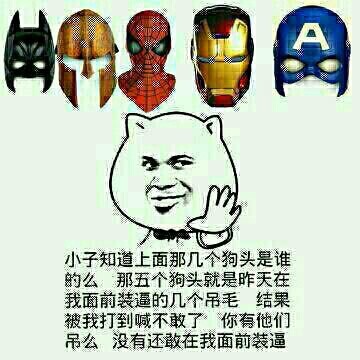 A
小子知道上面那几个狗头是谁
的么 那五个狗头就是昨天在
我面前装逼的几个吊毛 结果
被我打到喊不敢了 你有他们
吊么 没有还敢在我面前装逼